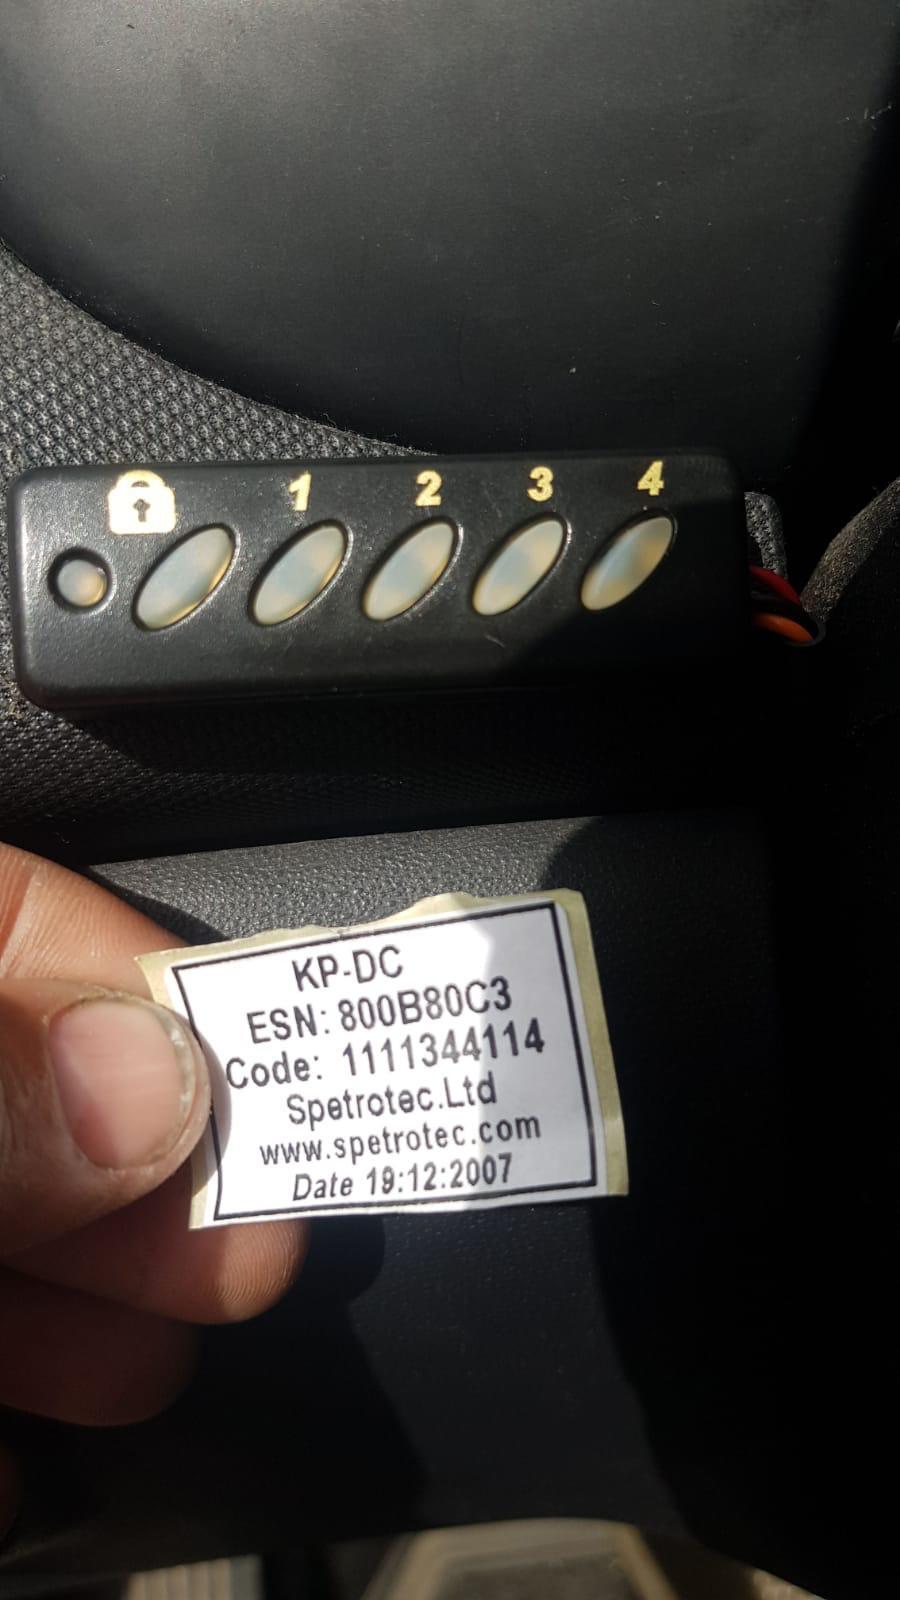 1 2 3 4
KP-DC
ESN: 800B80C3
Code: 1111344114
Spetrotec.Ltd
www.spetrotec.com
Date 19:12:2007